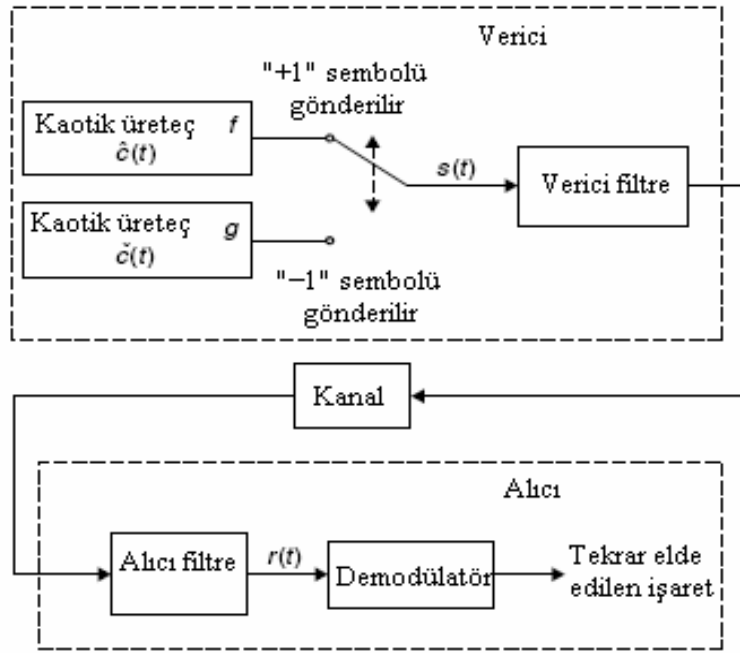 Verici
"+1" sembolü
gönderilir
Kaotik üreteç f
ĉ(t)
s(t)
Verici filtre
Kaotik üreteç g
č(t)
"−1" sembolü
gönderilir
Kanal
Alıcı
Alıcı filtre
r(t)
Demodülatör
Tekrar elde
edilen işaret